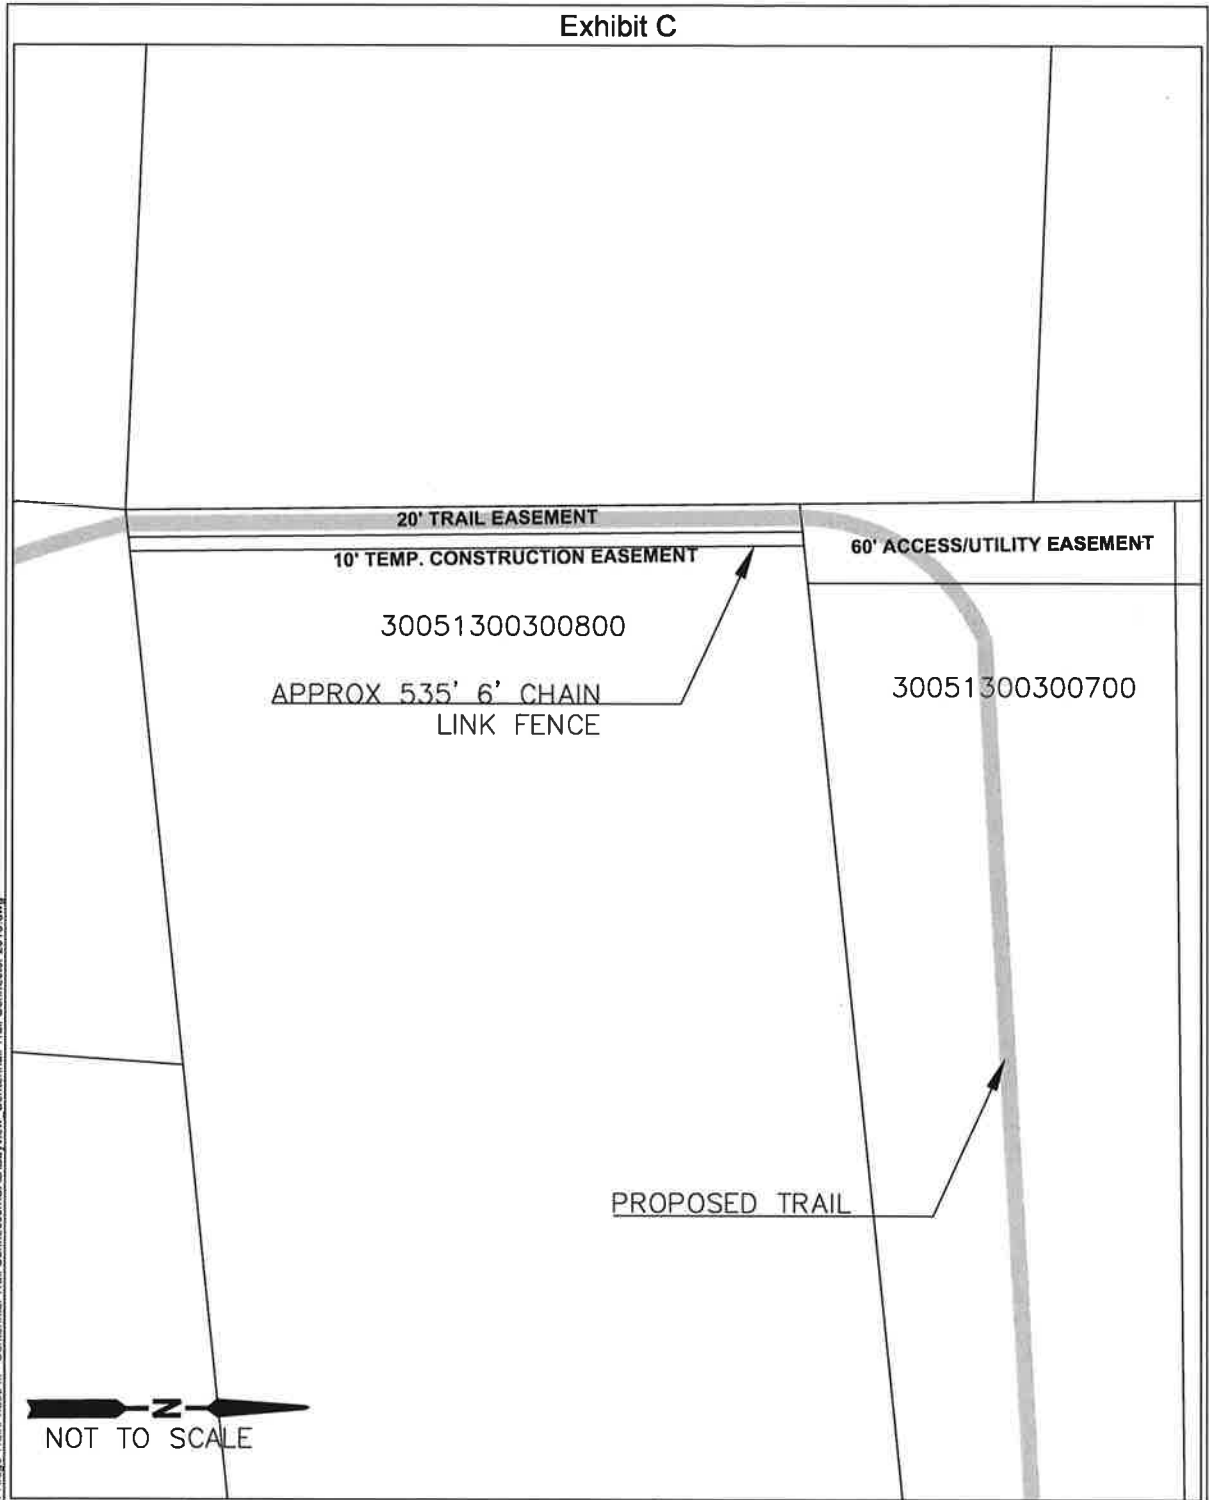 Exhibit C
20' TRAIL EASEMENT
10' TEMP. CONSTRUCTION EASEMENT
60' ACCESS/UTILITY EASEMENT
30051300300800
APPROX 535' 6' CHAIN
LINK FENCE
30051300300700
PROPOSED TRAIL
N
NOT TO SCALE